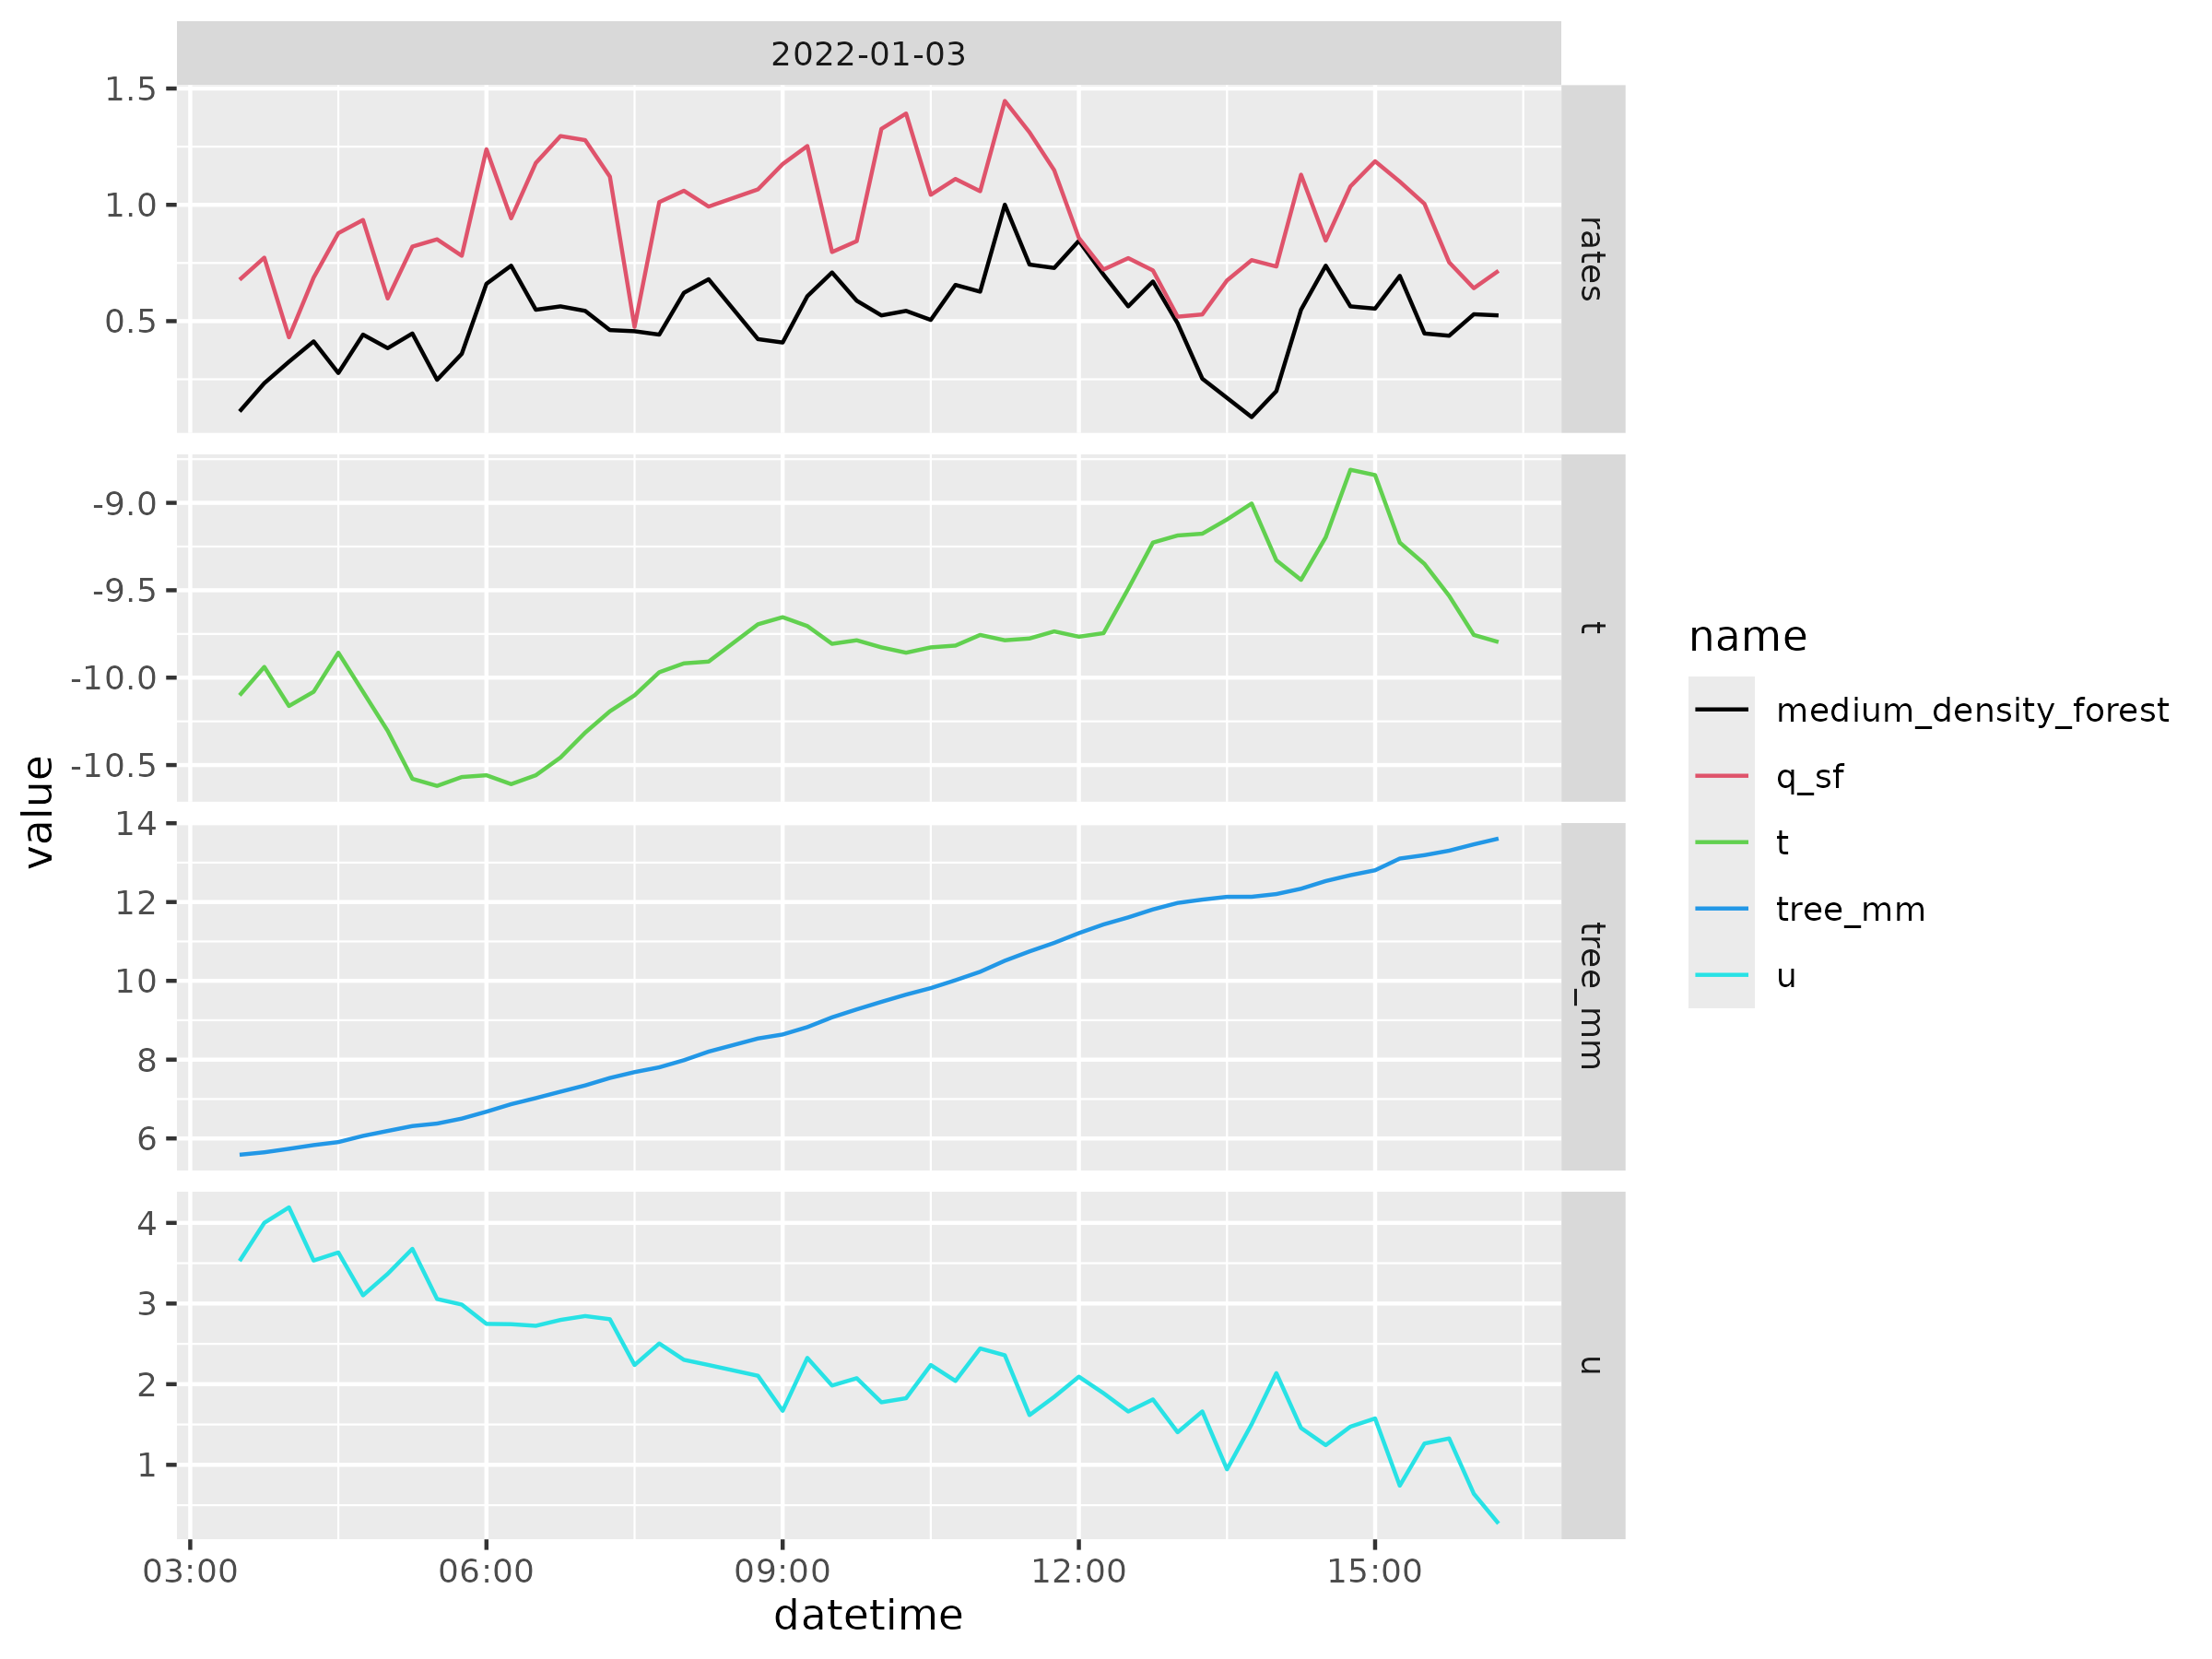 2022-01-03
1.5
1.0
0.5
rates
-9.0
-9.5
-10.0
-10.5
t
14
12
10
8
6
tree_mm
4
3
2
1
u
03:00 06:00 09:00 12:00 15:00
datetime
value
name
medium_density_forest
q_sf
t
tree_mm
u